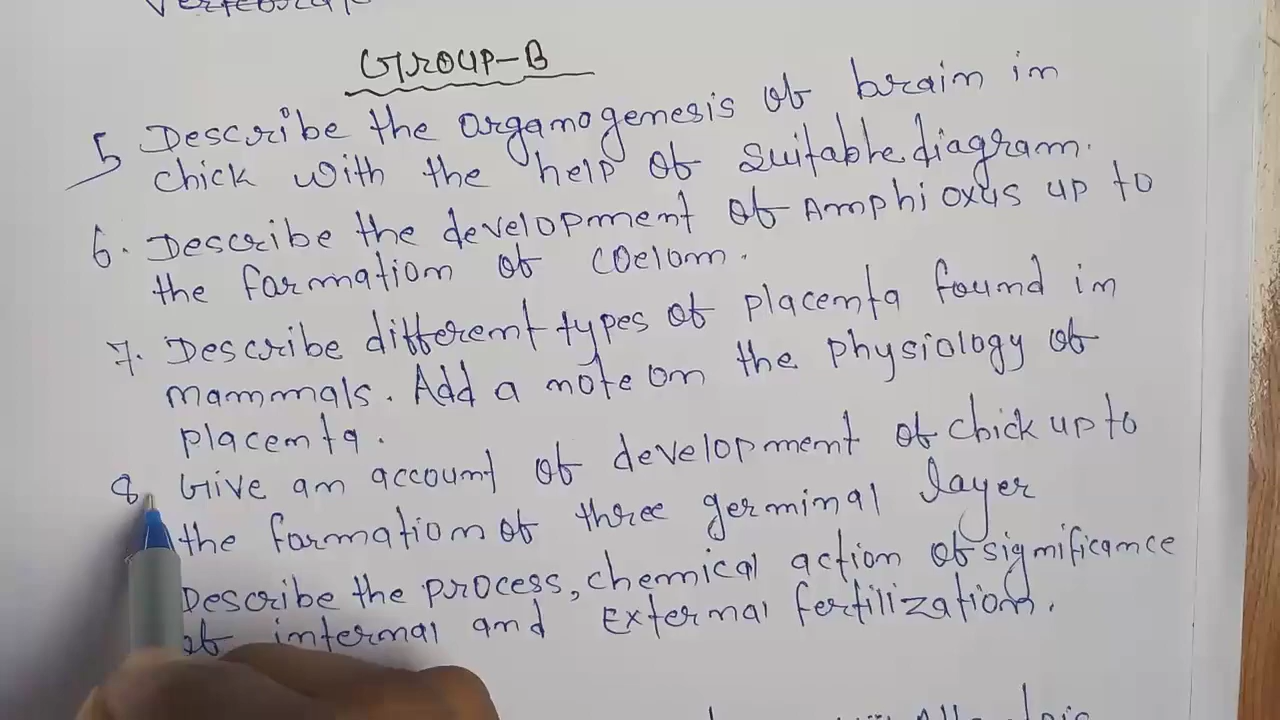 Group-B
5 Describe the organogenesis of brain in
chick with the help of suitable diagram.
6. Describe the development of Amphioxus up to
the formation of coelom.
7. Describe different types of placenta found in
mammals. Add a note on the physiology of
placenta.
8 Give an account of development of chick up to
the formation of three germinal layer
Describe the process, chemical action of significance
of internal and External fertilization.